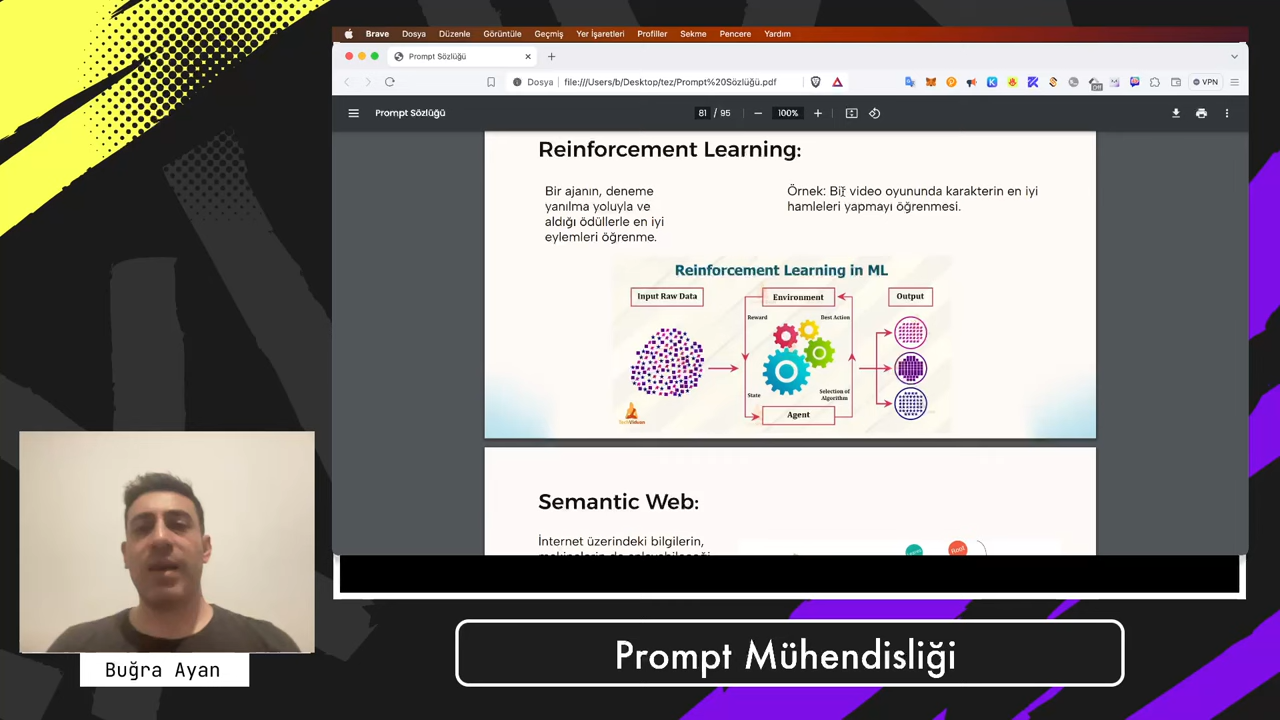 Brave Dosya Düzenle Görüntüle Geçmiş Yer İşaretleri Profiller Sekme Pencere Yardım
Prompt Sözlüğü
Dosya file:///Users/b/Desktop/tez/Prompt%20Sözlüğü.pdf
VPN
Prompt Sözlüğü
81 / 95
100%
Reinforcement Learning:
Bir ajanın, deneme
yanılma yoluyla ve
aldığı ödüllerle en iyi
eylemleri öğrenme.
Örnek: Bir video oyununda karakterin en iyi
hamleleri yapmayı öğrenmesi.
Reinforcement Learning in ML
Input Raw Data
Environment
Output
Reward
Best Action
State
Selection of
Algorithm
Agent
TechVidvan
Semantic Web:
İnternet üzerindeki bilgilerin,
Buğra Ayan
Prompt Mühendisliği